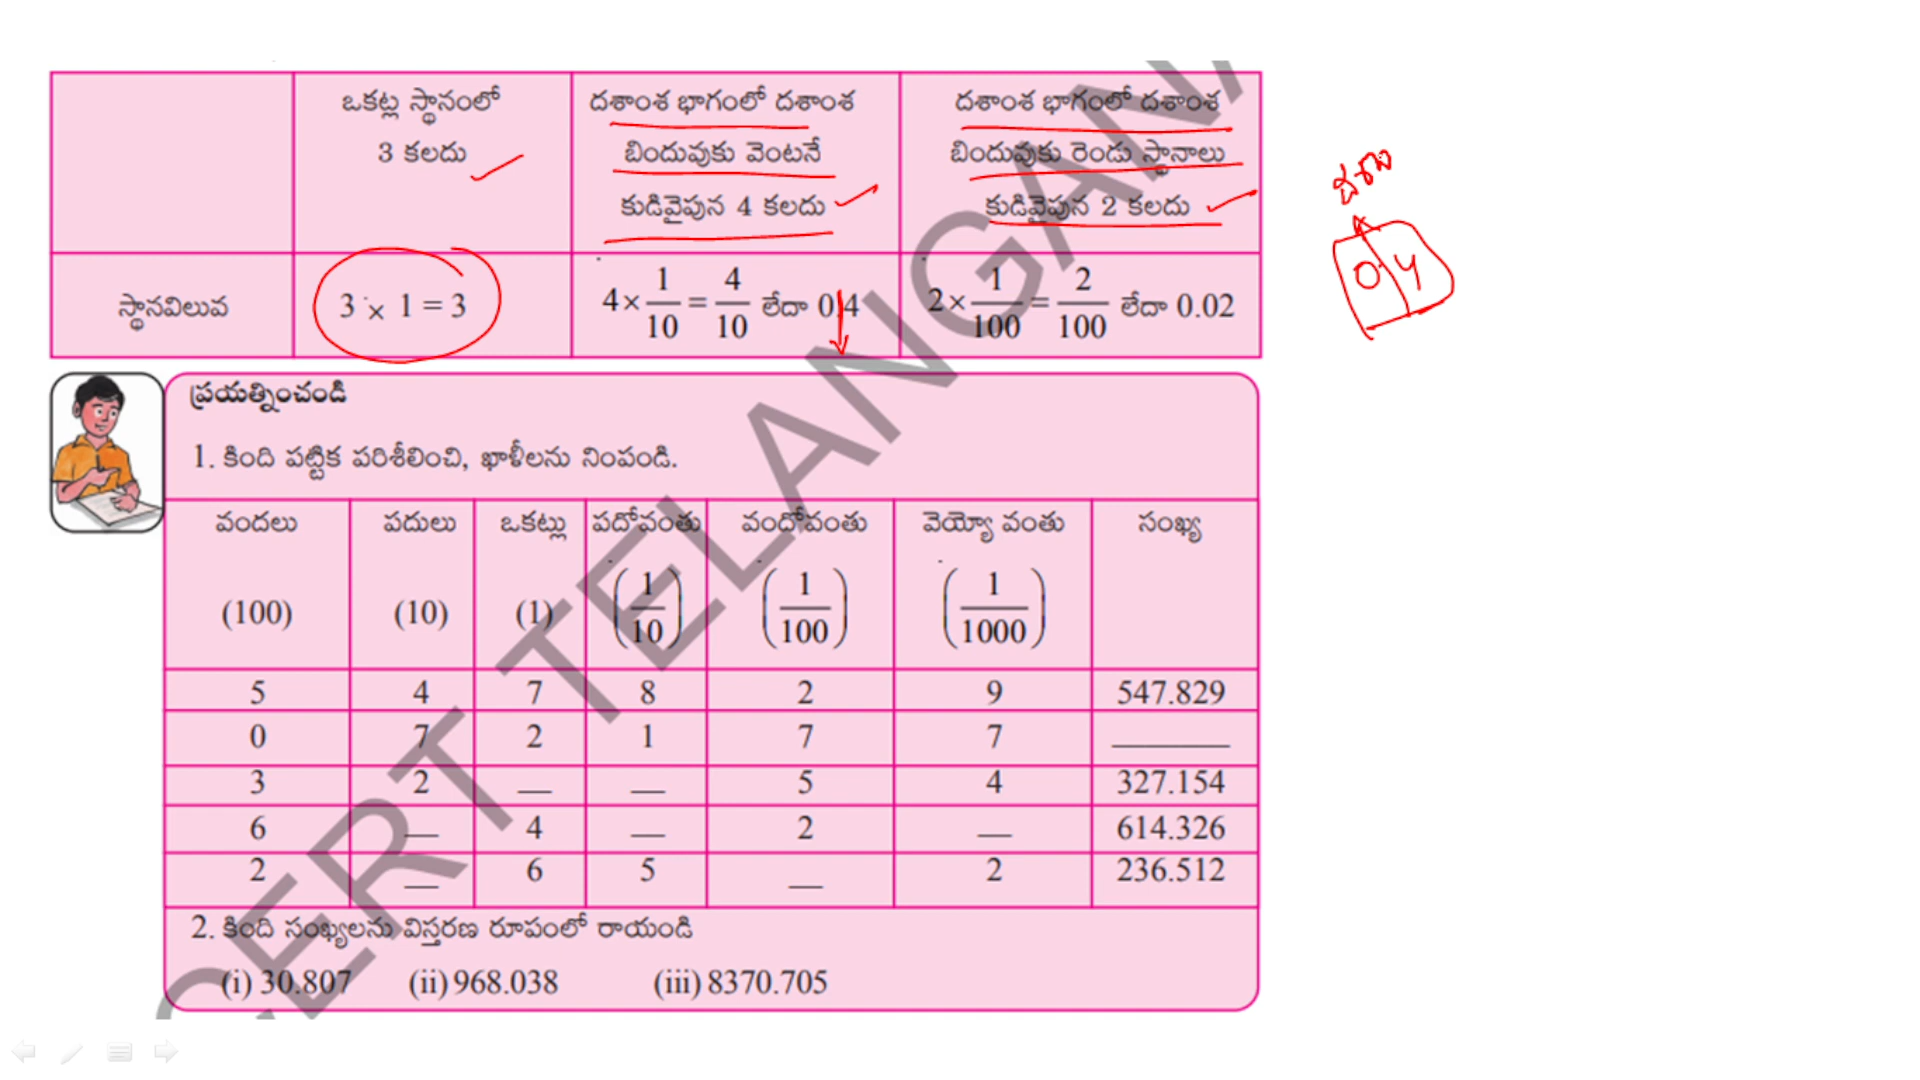 ఒకట్ల స్థానంలో
3 కలదు
దశాంశ భాగంలో దశాంశ
బిందువుకు వెంటనే
కుడివైపున 4 కలదు
దశాంశ భాగంలో దశాంశ
బిందువుకు రెండు స్థానాలు
కుడివైపున 2 కలదు
స్థానవిలువ
3 × 1 = 3
4 × 1/10 = 4/10 లేదా 0.4
2 × 1/100 = 2/100 లేదా 0.02
0.4
ప్రయత్నించండి
1. కింది పట్టిక పరిశీలించి, ఖాళీలను నింపండి.
వందలు పదులు ఒకట్లు పదోవంతు వందోవంతు వెయ్యో వంతు సంఖ్య
(100) (10) (1) (1/10) (1/100) (1/1000)
5 4 7 8 2 9 547.829
0 7 2 1 7 7 ____
3 2 __ __ 5 4 327.154
6 __ 4 __ 2 __ 614.326
2 __ 6 5 __ 2 236.512
2. కింది సంఖ్యలను విస్తరణ రూపంలో రాయండి
(i) 30.807 (ii) 968.038 (iii) 8370.705
CERT TELANGANA